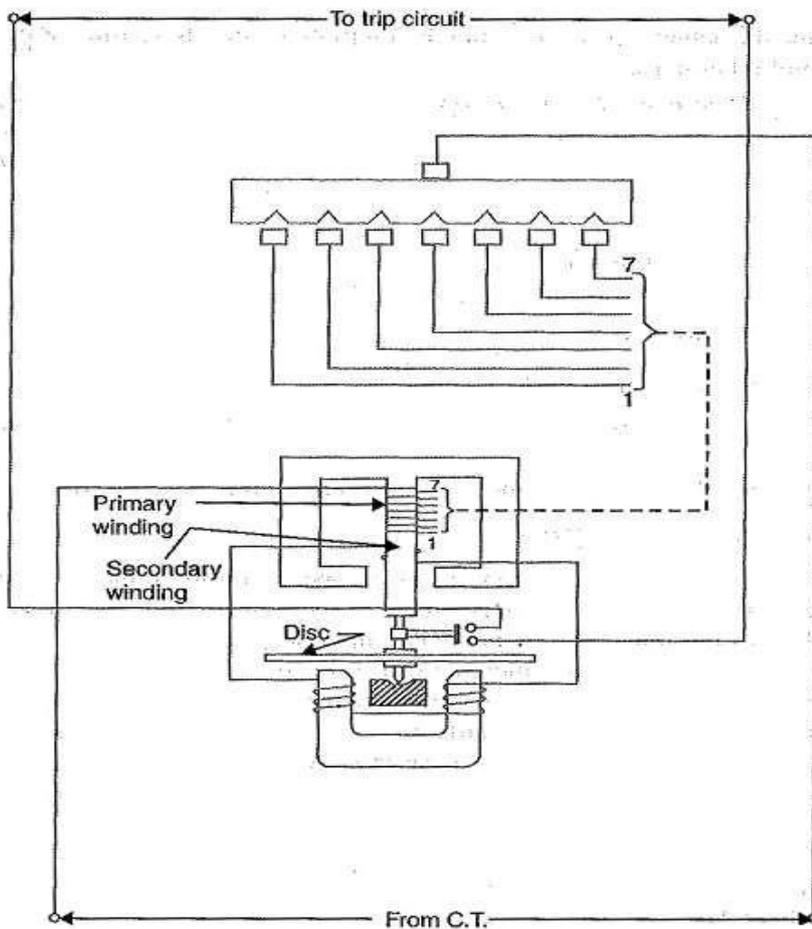 To trip circuit
7
1
7
Primary
winding
1
Secondary
winding
Disc
From C.T.